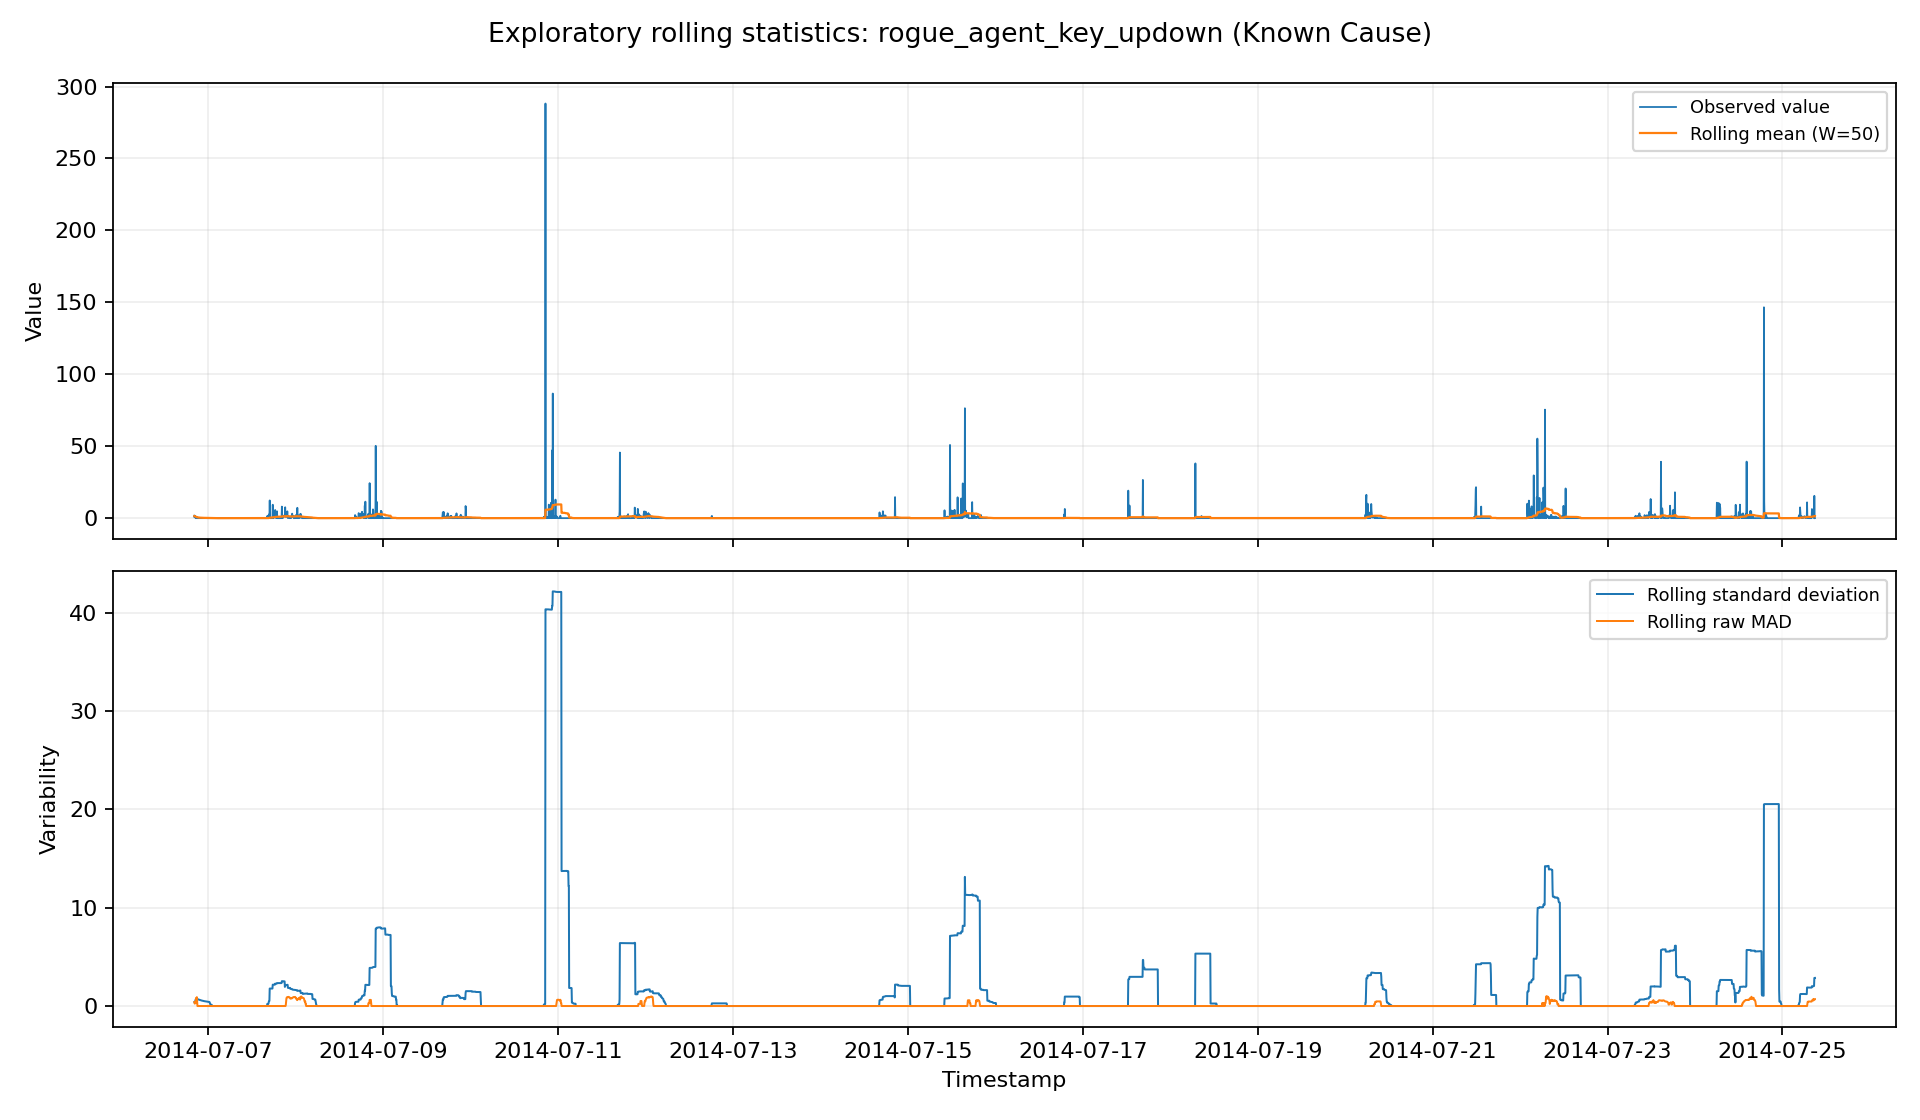 Exploratory rolling statistics: rogue_agent_key_updown (Known Cause)
300
250
200
150
100
50
0
Value
Observed value
Rolling mean (W=50)
40
30
20
10
0
Variability
Rolling standard deviation
Rolling raw MAD
2014-07-07 2014-07-09 2014-07-11 2014-07-13 2014-07-15 2014-07-17 2014-07-19 2014-07-21 2014-07-23 2014-07-25
Timestamp